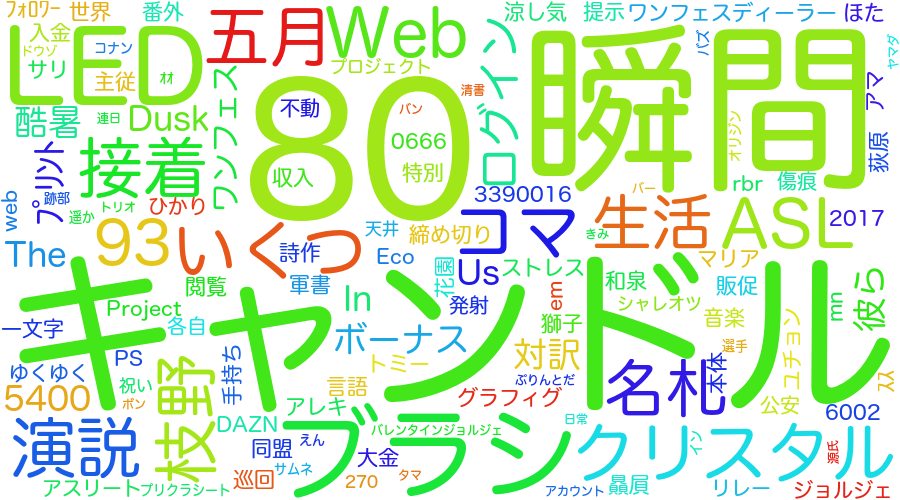 ﾌｫﾛﾜｰ 世界 番外 五月 Web 涼し気 提示 ワンフェスディーラー ほた
入金 コナン バズ ヤマダ
ドウゾ LED プロジェクト ログイン 瞬間 アマ
サリ 主従 ｵｵ ワンフェス 80 不動 バン 清書 オリジン
酷暑 連日 Dusk 0666 荻原
接着 収入 特別 rbr 傷痕
プリント 跡部 トリオ ひかり 3390016 バー
web 遥か 93 いくつ コマ 生活 ASL 2017
The 詩作 天井 締め切り きみ マリア
Eco 花園 Us ストレス 和泉 販促 彼ら
閲覧 軍書 In 発射 em シャレオツ mn
Project キャンドル
一文字 各自 ボーナス 獅子 音楽 ユチョン
PS 手持ち トミー 対訳 本体 選手
ゆくゆく 祝い 枝野 言語 ぷりんとだ 名札 ｽｽ
5400 ボン アレキ グラフィグ 公安 6002
DAZN ブラシ バレンタインジョルジェ 日常
演説 同盟 えん クリスタル イン 源氏
巡回 サムネ 大金 贔屓
アスリート プリクラシート 270 タマ アカウント リレー ジョルジェ